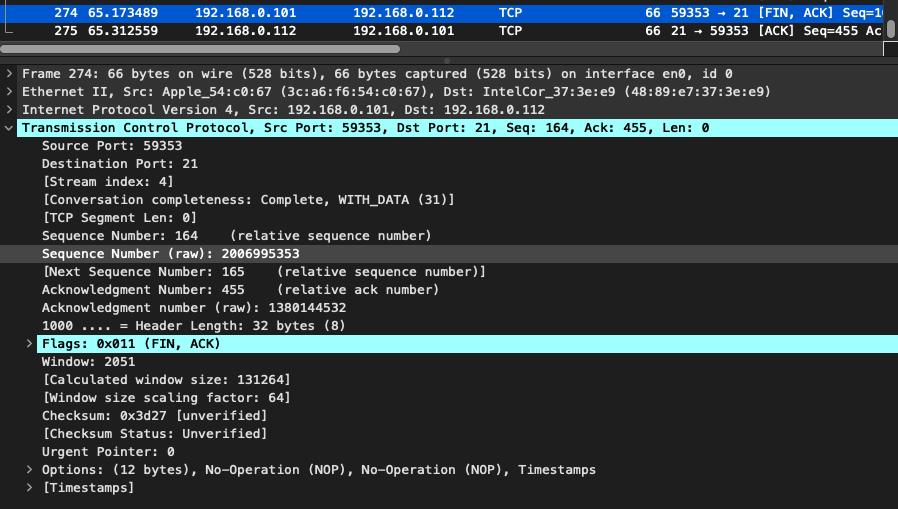 274 65.173489 192.168.0.101 192.168.0.112 TCP 66 59353 → 21 [FIN, ACK] Seq=1
275 65.312559 192.168.0.112 192.168.0.101 TCP 66 21 → 59353 [ACK] Seq=455 Ac
Frame 274: 66 bytes on wire (528 bits), 66 bytes captured (528 bits) on interface en0, id 0
Ethernet II, Src: Apple_54:c0:67 (3c:a6:f6:54:c0:67), Dst: IntelCor_37:3e:e9 (48:89:e7:37:3e:e9)
Internet Protocol Version 4, Src: 192.168.0.101, Dst: 192.168.0.112
Transmission Control Protocol, Src Port: 59353, Dst Port: 21, Seq: 164, Ack: 455, Len: 0
Source Port: 59353
Destination Port: 21
[Stream index: 4]
[Conversation completeness: Complete, WITH_DATA (31)]
[TCP Segment Len: 0]
Sequence Number: 164 (relative sequence number)
Sequence Number (raw): 2006995353
[Next Sequence Number: 165 (relative sequence number)]
Acknowledgment Number: 455 (relative ack number)
Acknowledgment number (raw): 1380144532
1000 .... = Header Length: 32 bytes (8)
Flags: 0x011 (FIN, ACK)
Window: 2051
[Calculated window size: 131264]
[Window size scaling factor: 64]
Checksum: 0x3d27 [unverified]
[Checksum Status: Unverified]
Urgent Pointer: 0
Options: (12 bytes), No-Operation (NOP), No-Operation (NOP), Timestamps
[Timestamps]